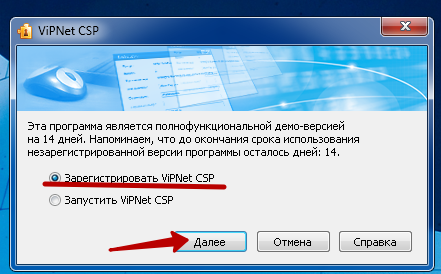 ViPNet CSP
Эта программа является полнофункциональной демо-версией
на 14 дней. Напоминаем, что до окончания срока использования
незарегистрированной версии программы осталось дней: 14.
Зарегистрировать ViPNet CSP
Запустить ViPNet CSP
Далее
Отмена
Справка